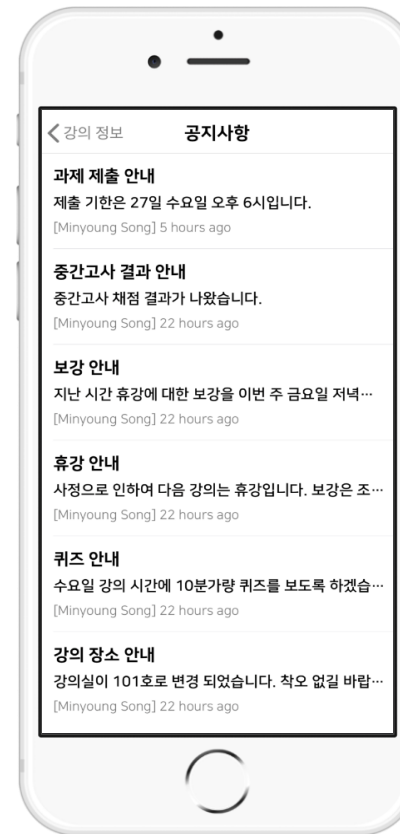 강의 정보 공지사항
과제 제출 안내
제출 기한은 27일 수요일 오후 6시입니다.
[Minyoung Song] 5 hours ago
중간고사 결과 안내
중간고사 채점 결과가 나왔습니다.
[Minyoung Song] 22 hours ago
보강 안내
지난 시간 휴강에 대한 보강을 이번 주 금요일 저녁…
[Minyoung Song] 22 hours ago
휴강 안내
사정으로 인하여 다음 강의는 휴강입니다. 보강은 조…
[Minyoung Song] 22 hours ago
퀴즈 안내
수요일 강의 시간에 10분가량 퀴즈를 보도록 하겠습…
[Minyoung Song] 22 hours ago
강의 장소 안내
강의실이 101호로 변경 되었습니다. 착오 없길 바랍…
[Minyoung Song] 22 hours ago